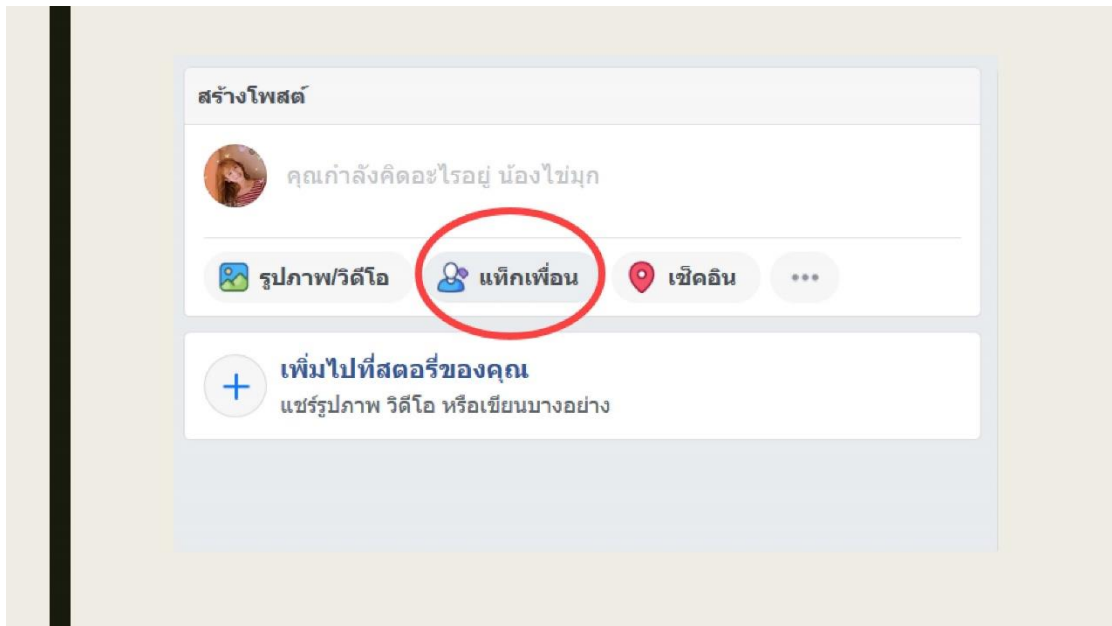 สร้างโพสต์
คุณกำลังคิดอะไรอยู่ น้องไข่มุก
รูปภาพ/วิดีโอ แท็กเพื่อน เช็คอิน
เพิ่มไปที่สตอรี่ของคุณ
แชร์รูปภาพ วิดีโอ หรือเขียนบางอย่าง